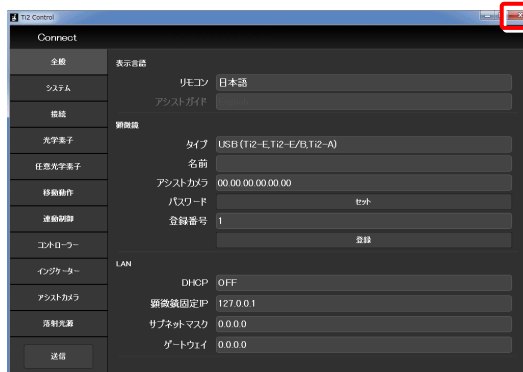 Ti2 Control
Connect
全般
システム
接続
光学素子
任意光学素子
移動動作
連動制御
コントローラー
インジケーター
アシストカメラ
落射光源
送信
表示言語
リモコン 日本語
アシストガイド
顕微鏡
タイプ USB (Ti2-E,Ti2-E/B,Ti2-A)
名前
アシストカメラ 00.00.00.00.00.00
パスワード セット
登録番号 1
登録
LAN
DHCP OFF
顕微鏡固定IP 127.0.0.1
サブネットマスク 0.0.0.0
ゲートウェイ 0.0.0.0